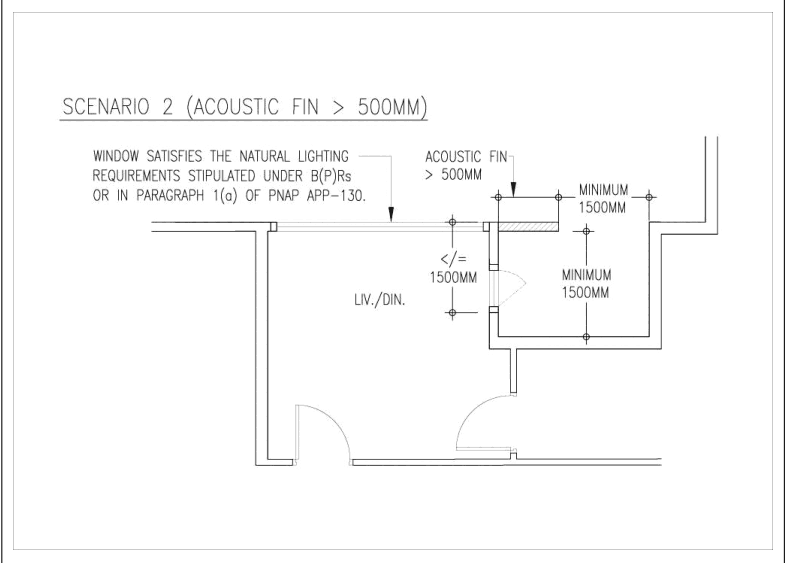 SCENARIO 2 (ACOUSTIC FIN > 500MM)
WINDOW SATISFIES THE NATURAL LIGHTING
REQUIREMENTS STIPULATED UNDER B(P)Rs
OR IN PARAGRAPH 1(a) OF PNAP APP-130.
ACOUSTIC FIN
> 500MM
MINIMUM
1500MM
</=
1500MM
MINIMUM
1500MM
LIV./DIN.